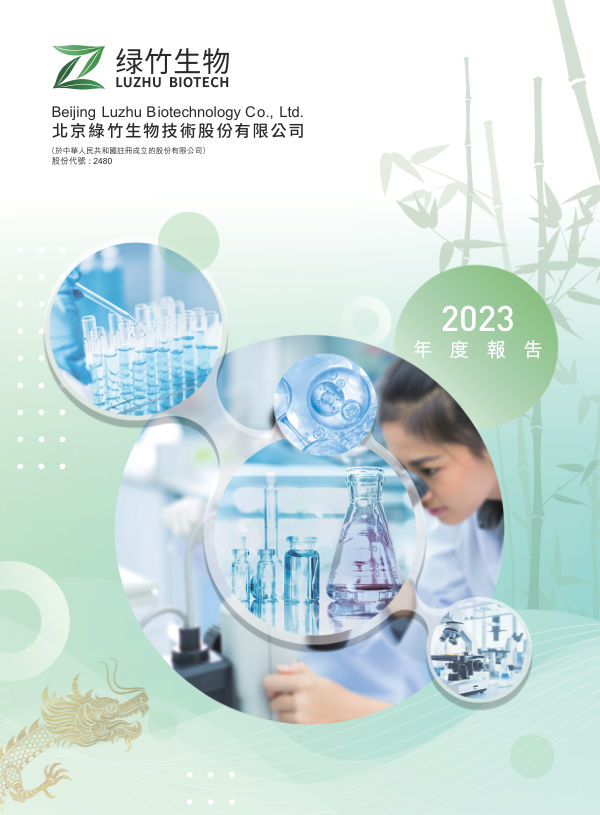 绿竹生物
LUZHU BIOTECH
Beijing Luzhu Biotechnology Co., Ltd.
北京綠竹生物技術股份有限公司
(於中華人民共和國註冊成立的股份有限公司)
股份代號 : 2480
2023
年度報告